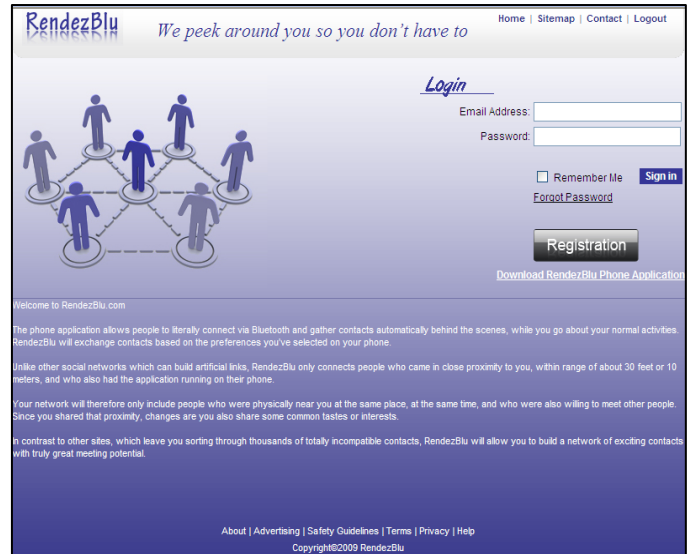 RendezBlu
We peek around you so you don't have to
Home | Sitemap | Contact | Logout
Login
Email Address:
Password:
Remember Me
Sign in
Forgot Password
Registration
Download RendezBlu Phone Application
Welcome to RendezBlu.com
The phone application allows people to literally connect via Bluetooth and gather contacts automatically behind the scenes, while you go about your normal activities.
RendezBlu will exchange contacts based on the preferences you've selected on your phone.
Unlike other social networks which can build artificial links, RendezBlu only connects people who came in close proximity to you, within range of about 30 feet or 10
meters, and who also had the application running on their phone.
Your network will therefore only include people who were physically near you at the same place, at the same time, and who were also willing to meet other people.
Since you shared that proximity, changes are you also share some common tastes or interests.
In contrast to other sites, which leave you sorting through thousands of totally incompatible contacts, RendezBlu will allow you to build a network of exciting contacts
with truly great meeting potential.
About | Advertising | Safety Guidelines | Terms | Privacy | Help
Copyright©2009 RendezBlu